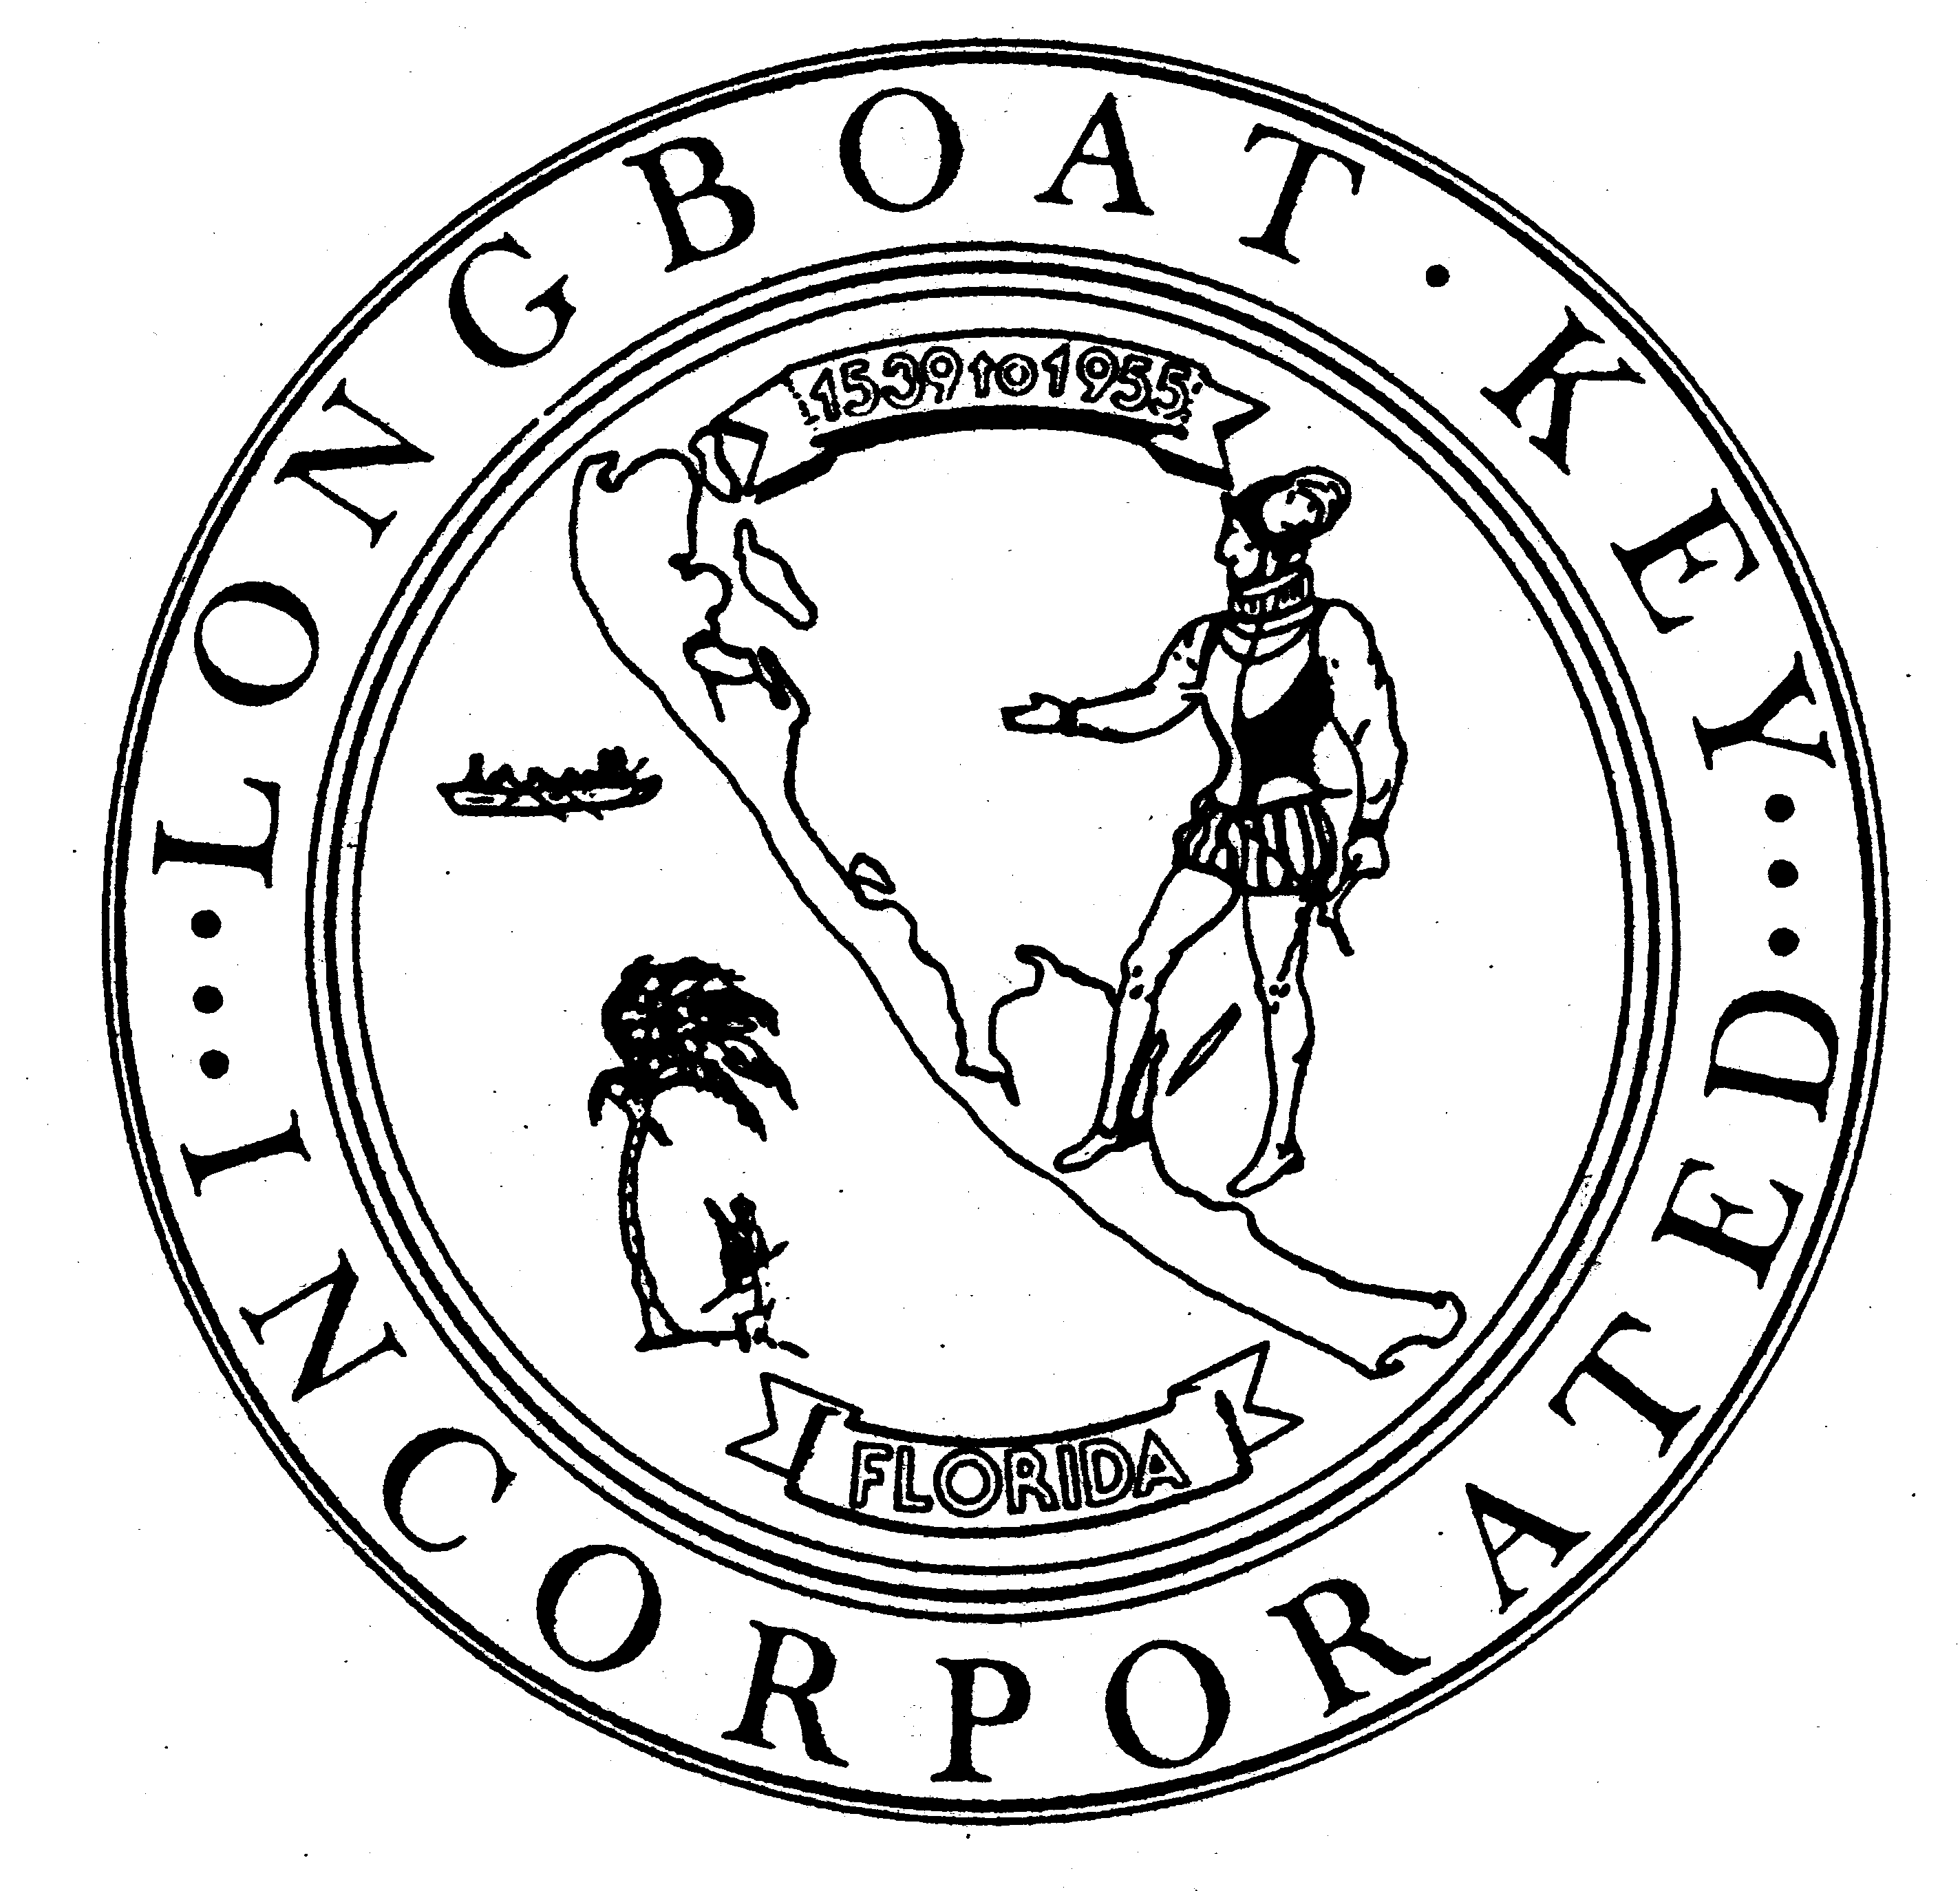 LONGBOAT·KEY
1539 to 1955
FLORIDA
INCORPORATED